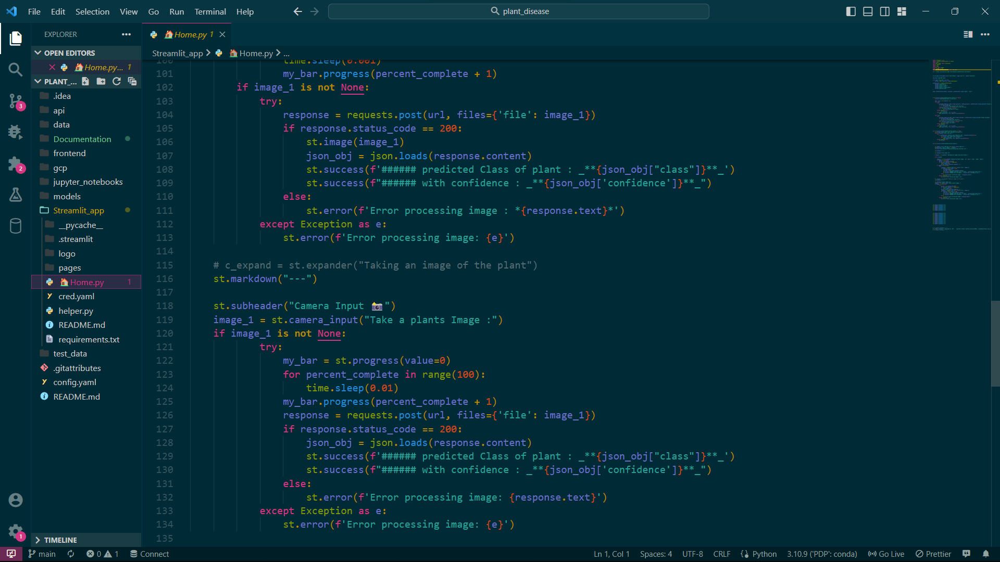 File Edit Selection View Go Run Terminal Help
plant_disease
EXPLORER
🏠Home.py 1
OPEN EDITORS
🏠Home.py... 1
PLANT_...
.idea
api
data
Documentation
frontend
gcp
jupyter_notebooks
models
Streamlit_app
__pycache__
.streamlit
logo
pages
🏠Home.py 1
cred.yaml
helper.py
README.md
requirements.txt
test_data
.gitattributes
config.yaml
README.md
TIMELINE
3
2
1
Streamlit_app > 🏠Home.py > ...
100 time.sleep(0.001)
101 my_bar.progress(percent_complete + 1)
102 if image_1 is not None:
103 try:
104 response = requests.post(url, files={'file': image_1})
105 if response.status_code == 200:
106 st.image(image_1)
107 json_obj = json.loads(response.content)
108 st.success(f'###### predicted Class of plant : _**{json_obj["class"]}**_')
109 st.success(f"###### with confidence : _**{json_obj['confidence']}**_")
110 else:
111 st.error(f'Error processing image : *{response.text}*')
112 except Exception as e:
113 st.error(f'Error processing image: {e}')
114
115 # c_expand = st.expander("Taking an image of the plant")
116 st.markdown("---")
117
118 st.subheader("Camera Input 📸")
119 image_1 = st.camera_input("Take a plants Image :")
120 if image_1 is not None:
121 try:
122 my_bar = st.progress(value=0)
123 for percent_complete in range(100):
124 time.sleep(0.01)
125 my_bar.progress(percent_complete + 1)
126 response = requests.post(url, files={'file': image_1})
127 if response.status_code == 200:
128 json_obj = json.loads(response.content)
129 st.success(f'###### predicted Class of plant : _**{json_obj["class"]}**_')
130 st.success(f"###### with confidence : _**{json_obj['confidence']}**_")
131 else:
132 st.error(f'Error processing image: {response.text}')
133 except Exception as e:
134 st.error(f'Error processing image: {e}')
135
main 0 1 Connect Ln 1, Col 1 Spaces: 4 UTF-8 CRLF Python 3.10.9 ('PDP': conda) Go Live Prettier